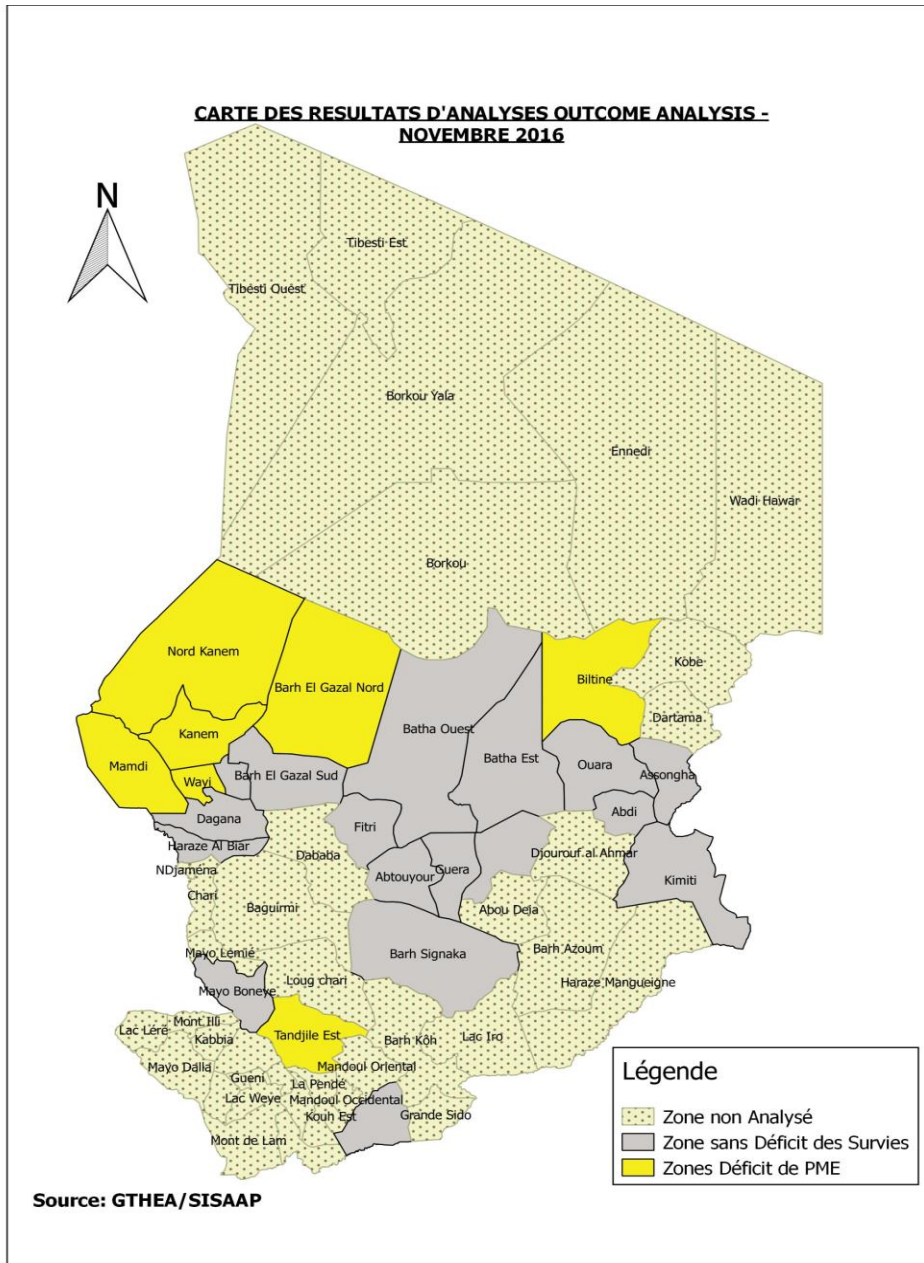 CARTE DES RESULTATS D'ANALYSES OUTCOME ANALYSIS -
NOVEMBRE 2016
N
Tibesti Est
Tibesti Ouest
Borkou Yala
Ennedi
Wadi Hawar
Borkou
Nord Kanem
Kobe
Barh El Gazal Nord
Biltine
Dartama
Kanem
Batha Ouest
Batha Est
Ouara
Mamdi
Barh El Gazal Sud
Assongha
Wayi
Abdi
Dagana
Fitri
Haraze Al Biar
Dababa
Djourouf al Ahmar
NDjaména
Abtouyour
Guera
Kimiti
Chari
Baguirmi
Abou Deia
Mayo Lemié
Barh Signaka
Barh Azoum
Loug chari
Haraze Mangueigne
Mayo Boneye
Mont Illi
Lac Léré
Kabbia
Tandjile Est
Barh Kôh
Lac Iro
Mayo Dalla
Mandoul Oriental
Gueni
La Pendé
Lac Weye
Mandoul Occidental
Kouh Est
Grande Sido
Mont de Lam
Légende
Zone non Analysé
Zone sans Déficit des Survies
Zones Déficit de PME
Source: GTHEA/SISAAP